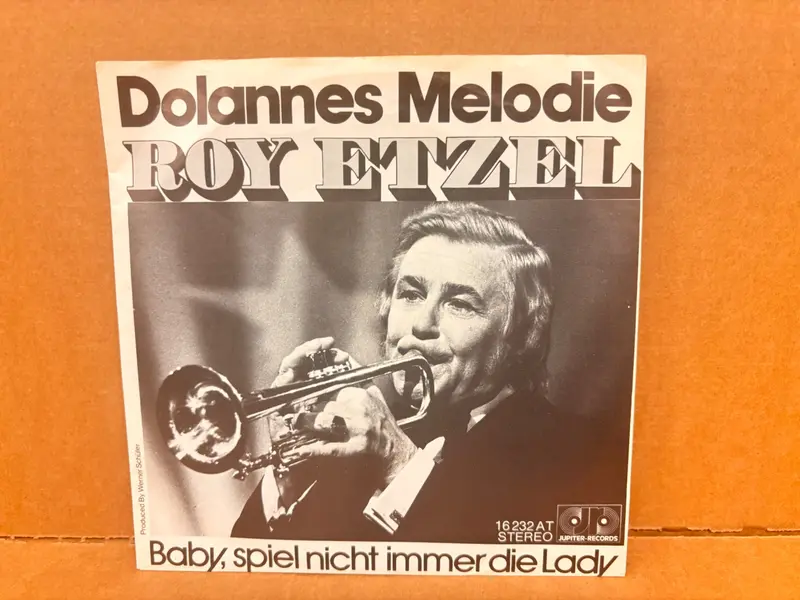 Dolannes Melodie
ROY ETZEL
Produced By Werner Schüler
16 232 AT
STEREO
JUPITER-RECORDS
Baby, spiel nicht immer die Lady